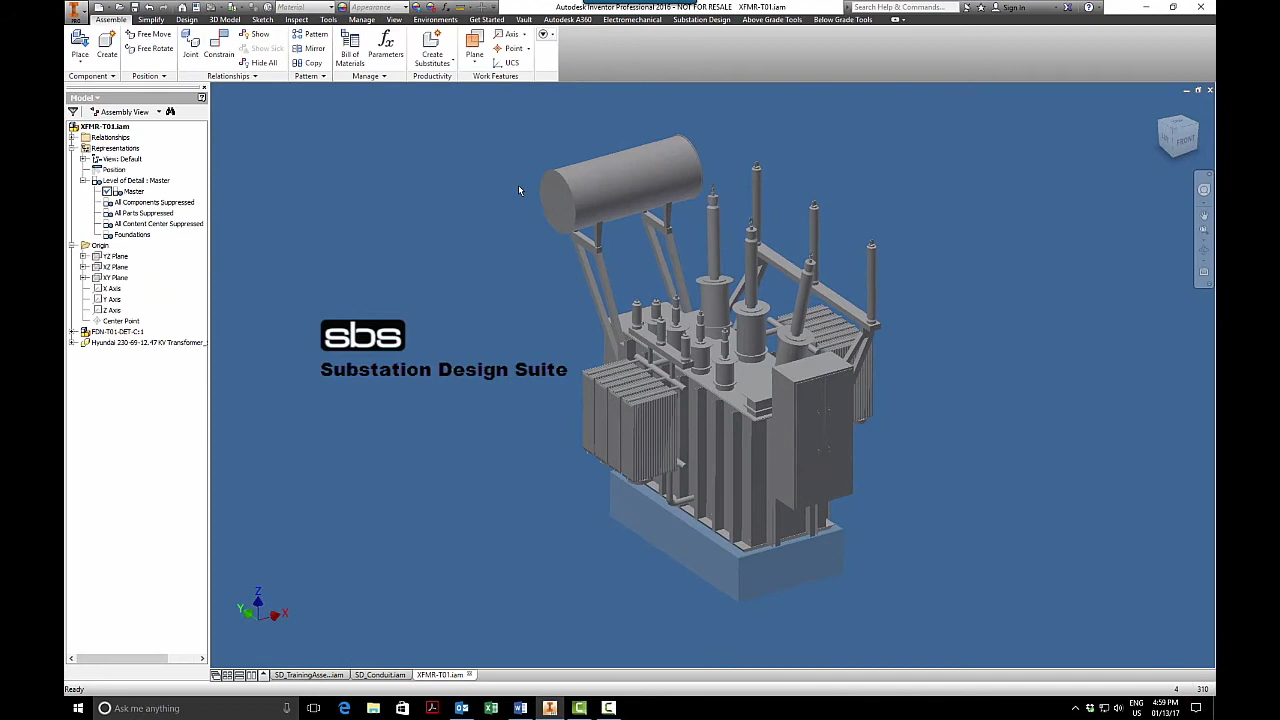 Autodesk Inventor Professional 2016 - NOT FOR RESALE    XFMR-T01.iam
Search Help & Commands...
Sign In
Material
Appearance
PRO
Assemble Simplify Design 3D Model Sketch Inspect Tools Manage View Environments Get Started Vault Autodesk A360 Electromechanical Substation Design Above Grade Tools Below Grade Tools
Place
Create
Free Move
Free Rotate
Joint
Constrain
Show
Show Sick
Hide All
Pattern
Mirror
Copy
Bill of Materials
Parameters
Create Substitutes
Plane
Axis
Point
UCS
Component
Position
Relationships
Pattern
Manage
Productivity
Work Features
Model
Assembly View
XFMR-T01.iam
Relationships
Representations
View: Default
Position
Level of Detail : Master
Master
All Components Suppressed
All Parts Suppressed
All Content Center Suppressed
Foundations
Origin
YZ Plane
XZ Plane
XY Plane
X Axis
Y Axis
Z Axis
Center Point
FDN-T01-DET-C:1
Hyundai 230-69-12.47 KV Transformer_
FRONT
sbs
Substation Design Suite
Z
Y
X
SD_TrainingAsse...iam
SD_Conduit.iam
XFMR-T01.iam
Ready
4
310
Ask me anything
ENG
US
4:59 PM
01/13/17